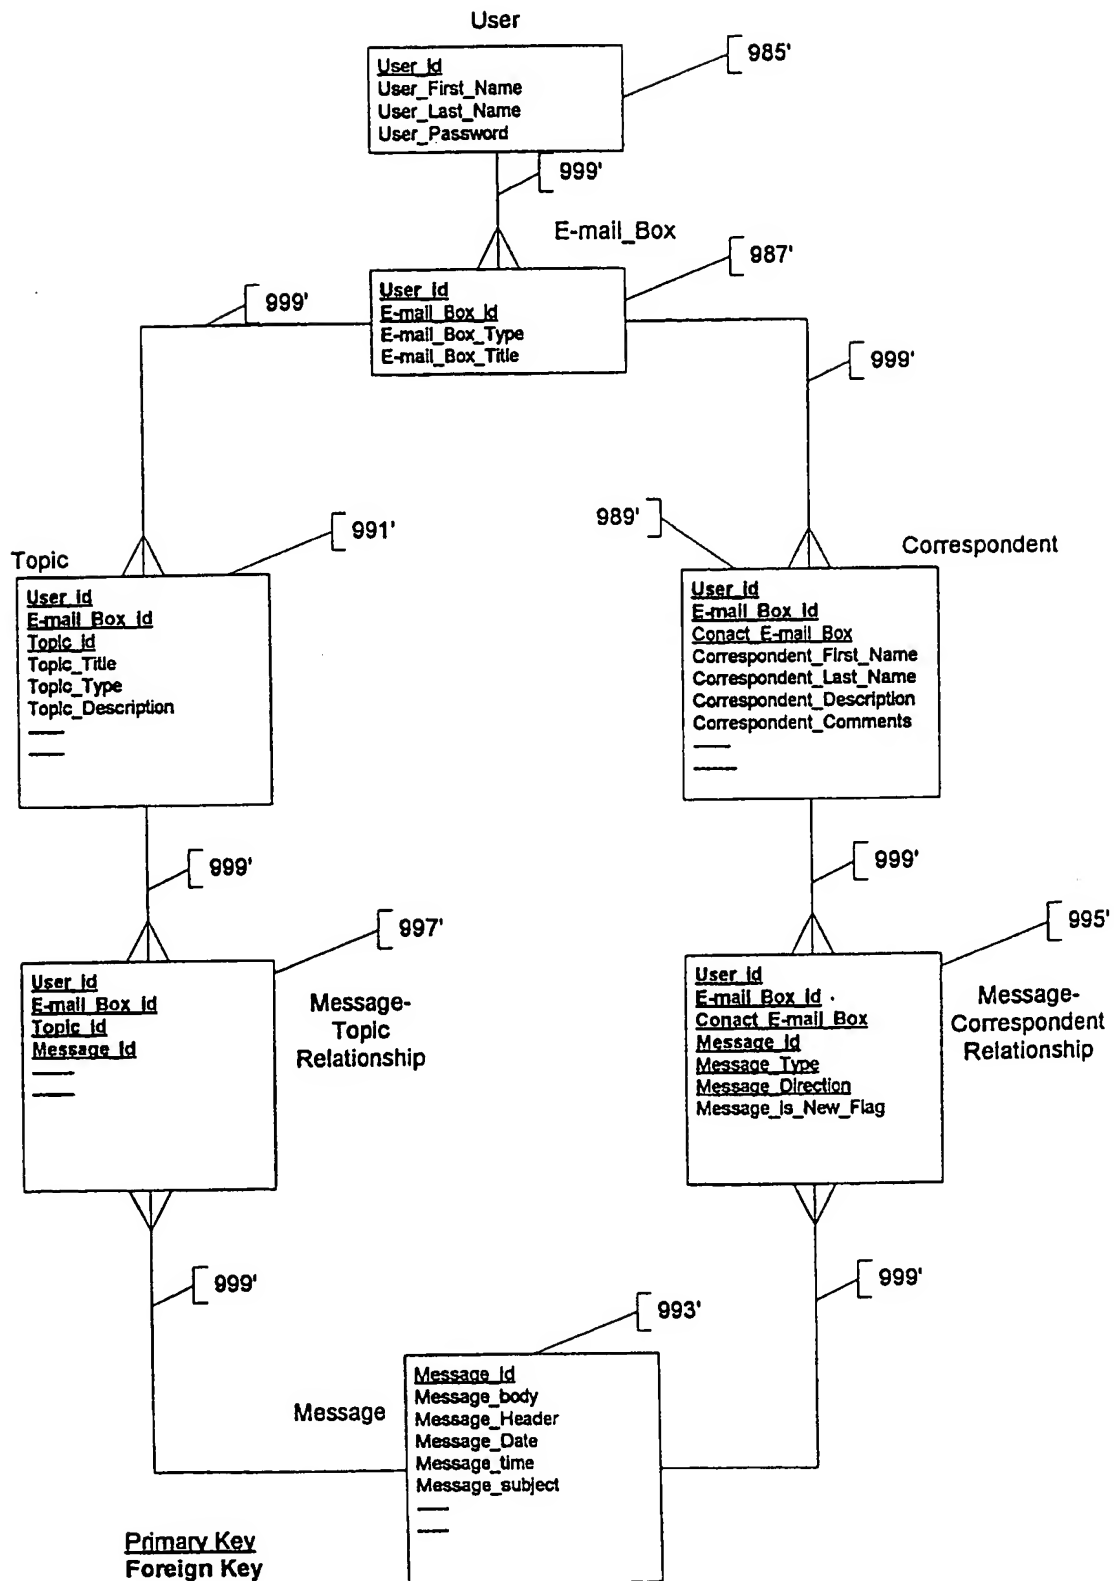 User
985'
User_id
User_First_Name
User_Last_Name
User_Password
999'
E-mail_Box
987'
User_id
E-mail_Box_id
E-mail_Box_Type
E-mail_Box_Title
999'
999'
991'
989'
Topic
Correspondent
User_id
E-mail_Box_id
Topic_id
Topic_Title
Topic_Type
Topic_Description
User_id
E-mail_Box_id
Conact_E-mail_Box
Correspondent_First_Name
Correspondent_Last_Name
Correspondent_Description
Correspondent_Comments
999'
999'
997'
995'
User_id
E-mail_Box_id
Topic_id
Message_id
Message-
Topic
Relationship
User_id
E-mail_Box_id
Conact_E-mail_Box
Message_id
Message_Type
Message_Direction
Message_is_New_Flag
Message-
Correspondent
Relationship
999'
999'
993'
Message
Message_id
Message_body
Message_Header
Message_Date
Message_time
Message_subject
Primary Key
Foreign Key